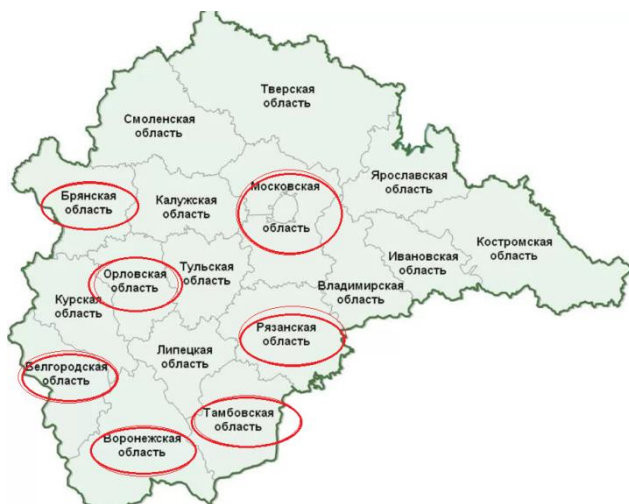 Тверская
область
Смоленская
область
Ярославская
область
Московская
область
Брянская
область
Калужская
область
Костромская
область
Ивановская
область
Владимирская
область
Тульская
область
Орловская
область
Курская
область
Рязанская
область
Липецкая
область
Белгородская
область
Тамбовская
область
Воронежская
область